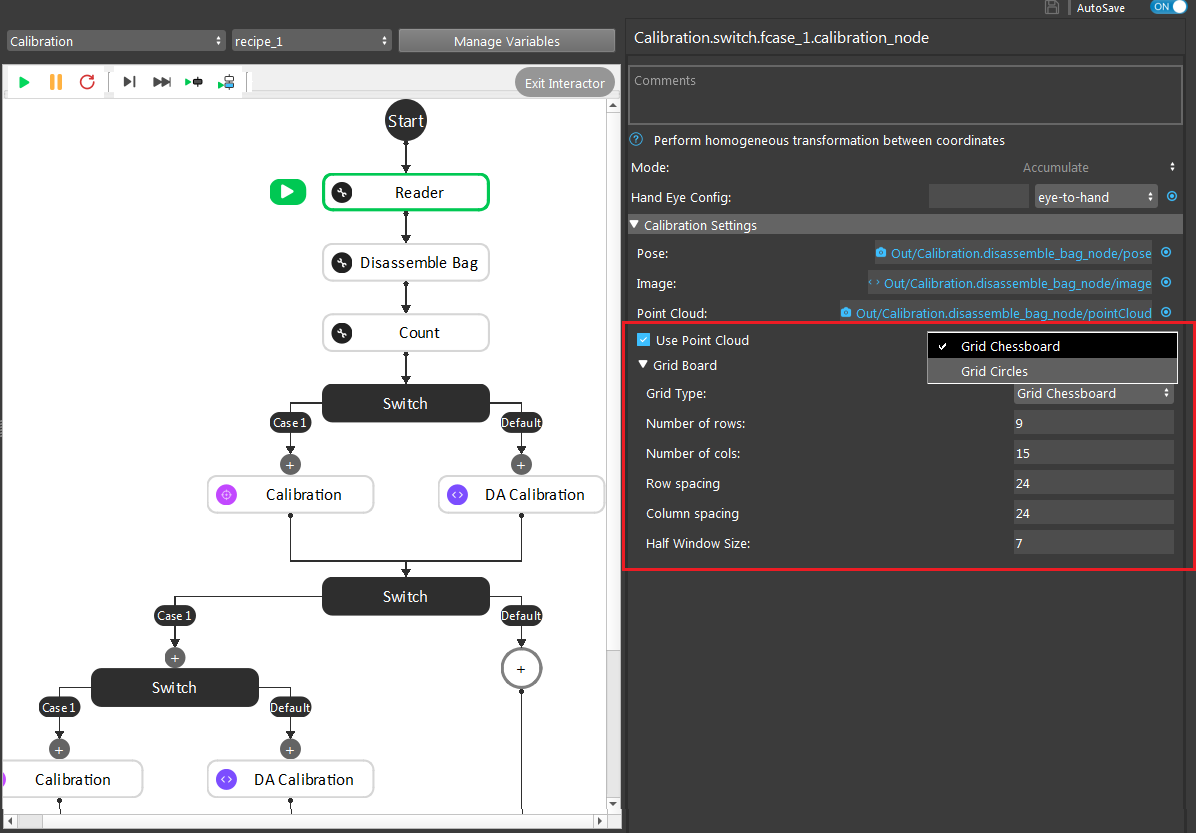 AutoSave
ON
Calibration
recipe_1
Manage Variables
Calibration.switch.fcase_1.calibration_node
Exit Interactor
Comments
Start
Reader
Disassemble Bag
Count
Switch
Case 1
Default
+
+
Calibration
DA Calibration
Switch
Case 1
Default
+
+
Switch
Case 1
Default
+
+
Calibration
DA Calibration
? Perform homogeneous transformation between coordinates
Mode: Accumulate
Hand Eye Config: eye-to-hand
Calibration Settings
Pose: Out/Calibration.disassemble_bag_node/pose
Image: Out/Calibration.disassemble_bag_node/image
Point Cloud: Out/Calibration.disassemble_bag_node/pointCloud
Use Point Cloud
Grid Chessboard
Grid Circles
Grid Board
Grid Type: Grid Chessboard
Number of rows: 9
Number of cols: 15
Row spacing 24
Column spacing 24
Half Window Size: 7